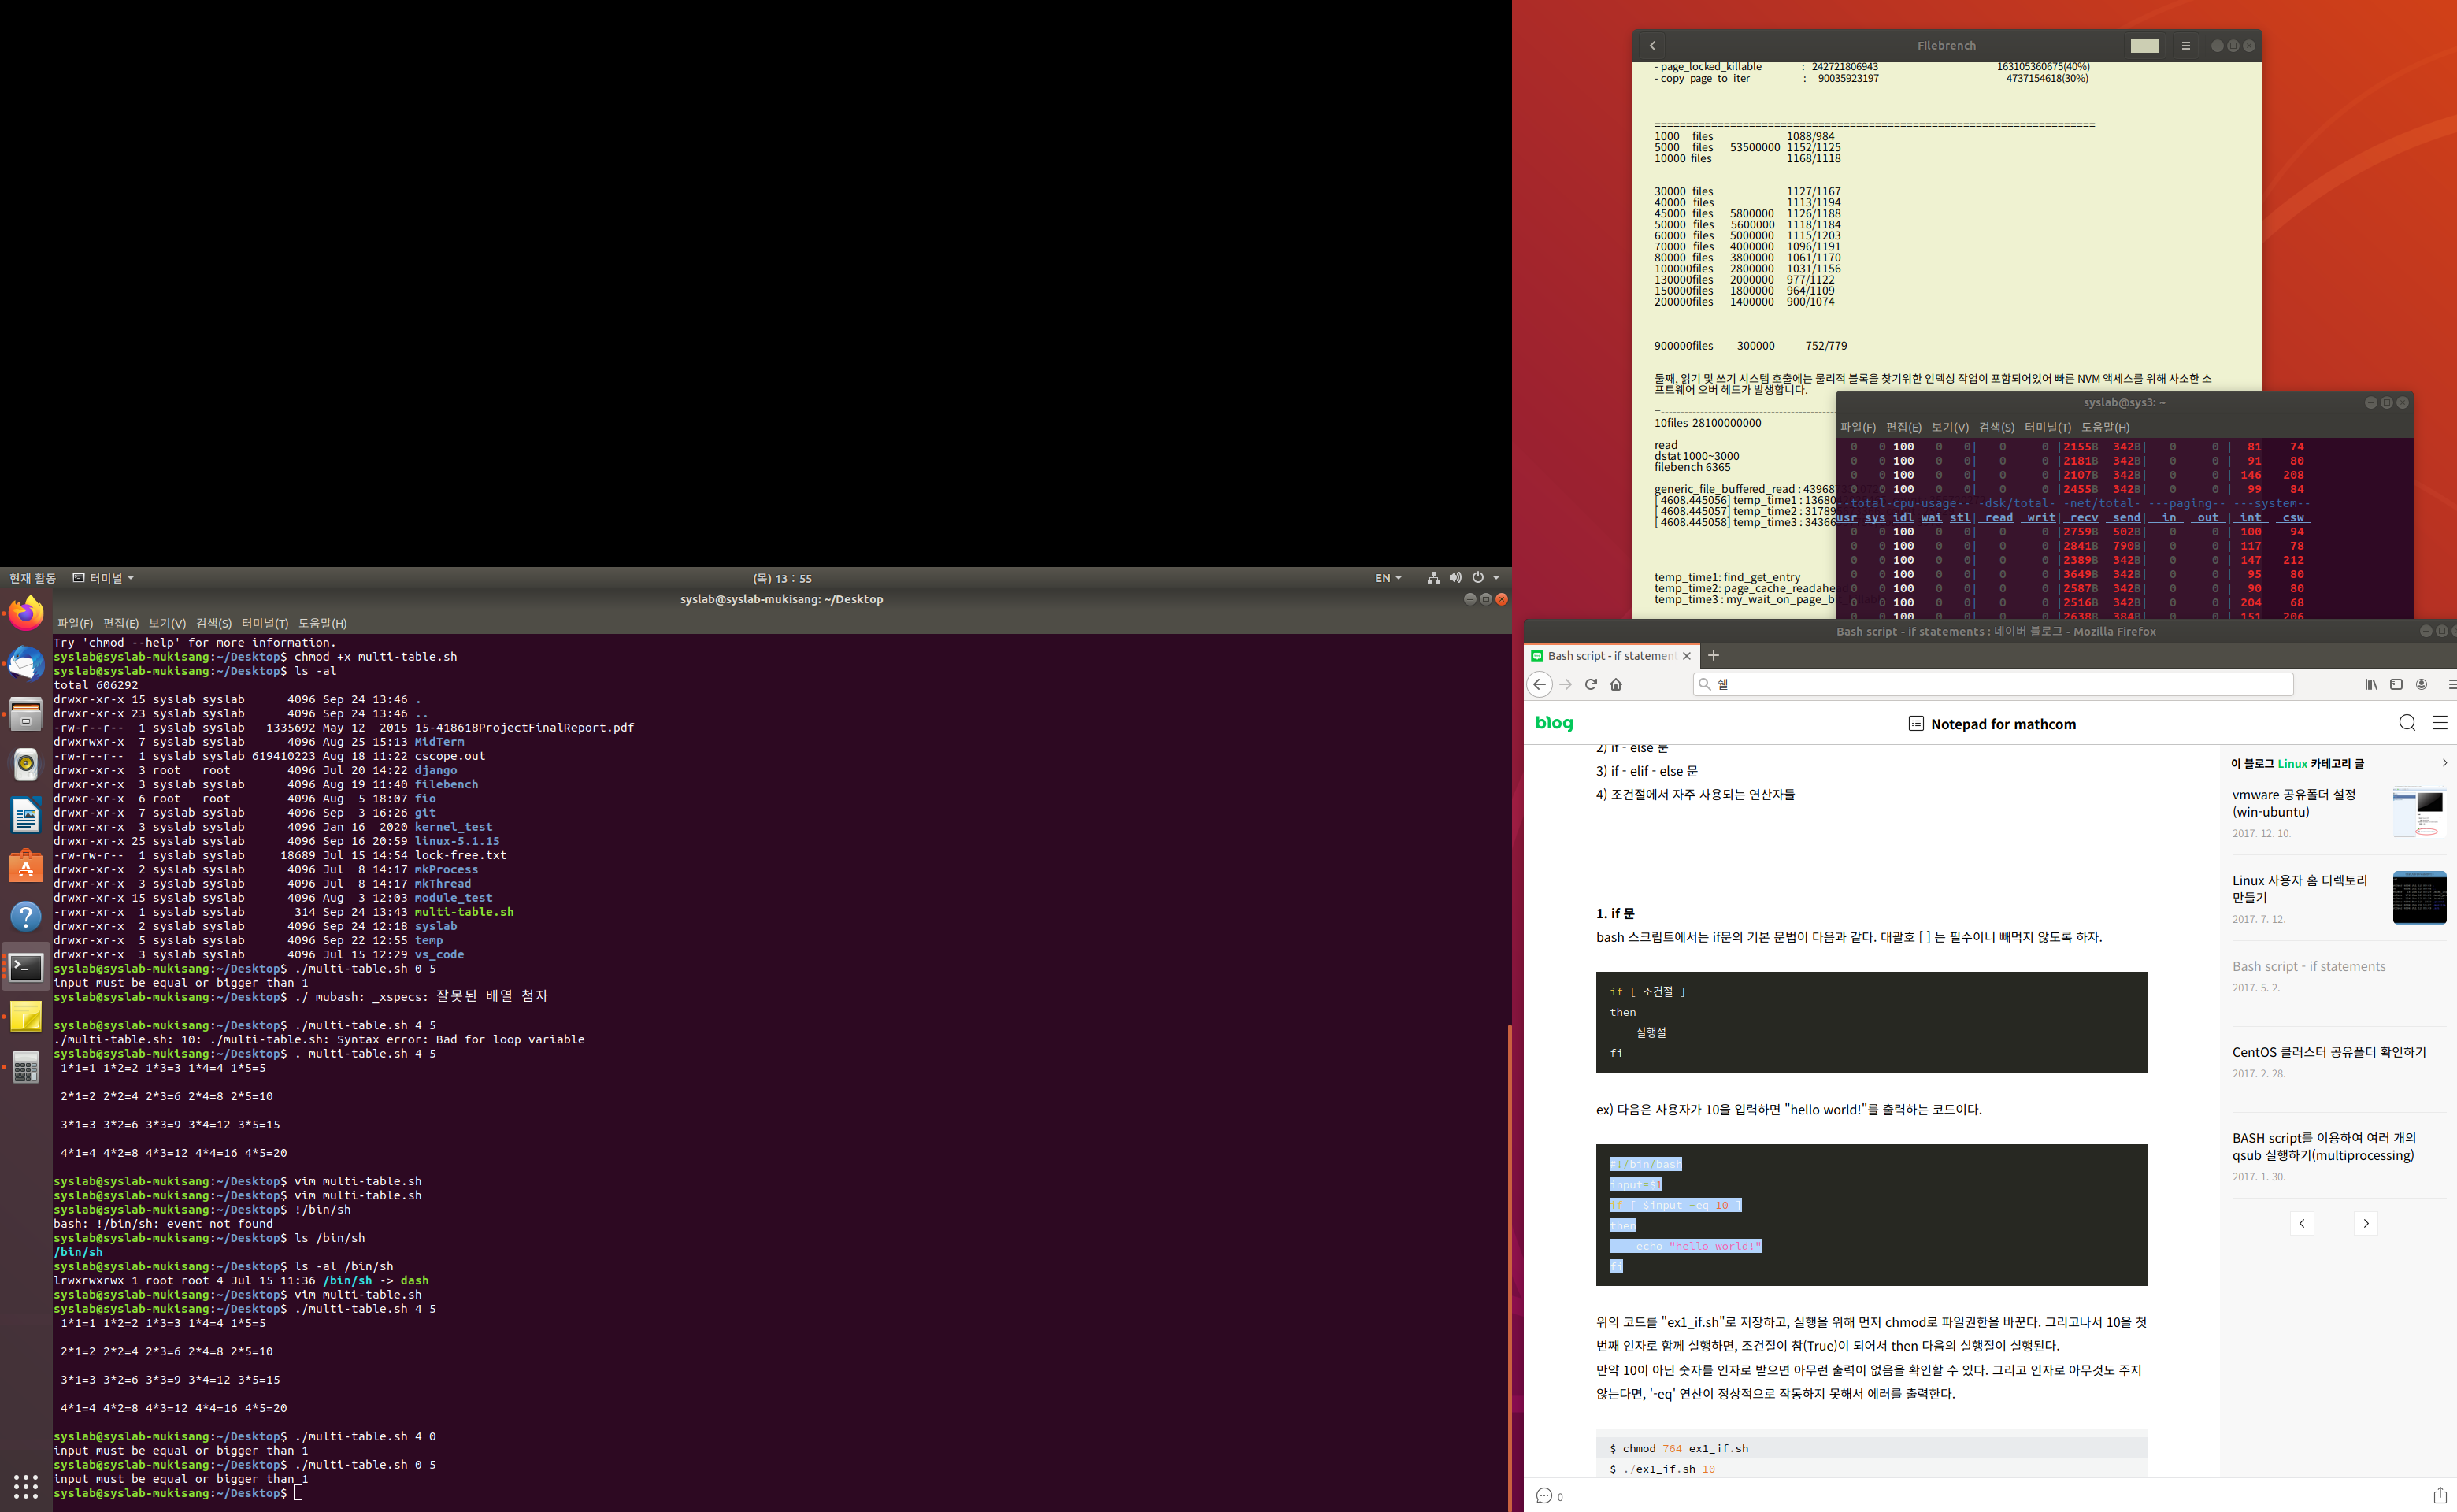 현재 활동 터미널 (목) 13 : 55 EN
syslab@syslab-mukisang: ~/Desktop
파일(F) 편집(E) 보기(V) 검색(S) 터미널(T) 도움말(H)
Try 'chmod --help' for more information.
syslab@syslab-mukisang:~/Desktop$ chmod +x multi-table.sh
syslab@syslab-mukisang:~/Desktop$ ls -al
total 606292
drwxr-xr-x 15 syslab syslab 4096 Sep 24 13:46 .
drwxr-xr-x 23 syslab syslab 4096 Sep 24 13:46 ..
-rw-r--r-- 1 syslab syslab 1335692 May 12 2015 15-418618ProjectFinalReport.pdf
drwxrwxr-x 7 syslab syslab 4096 Aug 25 15:13 MidTerm
-rw-r--r-- 1 syslab syslab 619410223 Aug 18 11:22 cscope.out
drwxr-xr-x 3 root root 4096 Jul 20 14:22 django
drwxr-xr-x 3 syslab syslab 4096 Aug 19 11:40 filebench
drwxr-xr-x 6 root root 4096 Aug 5 18:07 fio
drwxr-xr-x 7 syslab syslab 4096 Sep 3 16:26 git
drwxr-xr-x 3 syslab syslab 4096 Jan 16 2020 kernel_test
drwxr-xr-x 25 syslab syslab 4096 Sep 16 20:59 linux-5.1.15
-rw-rw-r-- 1 syslab syslab 18689 Jul 15 14:54 lock-free.txt
drwxr-xr-x 2 syslab syslab 4096 Jul 8 14:17 mkProcess
drwxr-xr-x 3 syslab syslab 4096 Jul 8 14:17 mkThread
drwxr-xr-x 15 syslab syslab 4096 Aug 3 12:03 module_test
-rwxr-xr-x 1 syslab syslab 314 Sep 24 13:43 multi-table.sh
drwxr-xr-x 2 syslab syslab 4096 Sep 24 12:18 syslab
drwxr-xr-x 5 syslab syslab 4096 Sep 22 12:55 temp
drwxr-xr-x 3 syslab syslab 4096 Jul 15 12:29 vs_code
syslab@syslab-mukisang:~/Desktop$ ./multi-table.sh 0 5
input must be equal or bigger than 1
syslab@syslab-mukisang:~/Desktop$ ./ mubash: _xspecs: 잘못된 배열 첨자
syslab@syslab-mukisang:~/Desktop$ ./multi-table.sh 4 5
./multi-table.sh: 10: ./multi-table.sh: Syntax error: Bad for loop variable
syslab@syslab-mukisang:~/Desktop$ . multi-table.sh 4 5
1*1=1 1*2=2 1*3=3 1*4=4 1*5=5
2*1=2 2*2=4 2*3=6 2*4=8 2*5=10
3*1=3 3*2=6 3*3=9 3*4=12 3*5=15
4*1=4 4*2=8 4*3=12 4*4=16 4*5=20
syslab@syslab-mukisang:~/Desktop$ vim multi-table.sh
syslab@syslab-mukisang:~/Desktop$ vim multi-table.sh
syslab@syslab-mukisang:~/Desktop$ !/bin/sh
bash: !/bin/sh: event not found
syslab@syslab-mukisang:~/Desktop$ ls /bin/sh
/bin/sh
syslab@syslab-mukisang:~/Desktop$ ls -al /bin/sh
lrwxrwxrwx 1 root root 4 Jul 15 11:36 /bin/sh -> dash
syslab@syslab-mukisang:~/Desktop$ vim multi-table.sh
syslab@syslab-mukisang:~/Desktop$ ./multi-table.sh 4 5
1*1=1 1*2=2 1*3=3 1*4=4 1*5=5
2*1=2 2*2=4 2*3=6 2*4=8 2*5=10
3*1=3 3*2=6 3*3=9 3*4=12 3*5=15
4*1=4 4*2=8 4*3=12 4*4=16 4*5=20
syslab@syslab-mukisang:~/Desktop$ ./multi-table.sh 4 0
input must be equal or bigger than 1
syslab@syslab-mukisang:~/Desktop$ ./multi-table.sh 0 5
input must be equal or bigger than 1
syslab@syslab-mukisang:~/Desktop$
Filebrench
- page_locked_killable : 242721806943 163105360675(40%)
- copy_page_to_iter : 90035923197 4737154618(30%)
=========================================================================
1000 files 1088/984
5000 files 53500000 1152/1125
10000 files 1168/1118
30000 files 1127/1167
40000 files 1113/1194
45000 files 5800000 1126/1188
50000 files 5600000 1118/1184
60000 files 5000000 1115/1203
70000 files 4000000 1096/1191
80000 files 3800000 1061/1170
100000files 2800000 1031/1156
130000files 2000000 977/1122
150000files 1800000 964/1109
200000files 1400000 900/1074
900000files 300000 752/779
둘째, 읽기 및 쓰기 시스템 호출에는 물리적 블록을 찾기위한 인덱싱 작업이 포함되어있어 빠른 NVM 액세스를 위해 사소한 소
프트웨어 오버 헤드가 발생합니다.
=--------------------------------------------
10files 28100000000
read
dstat 1000~3000
filebench 6365
generic_file_buffered_read : 43968
[ 4608.445056] temp_time1 : 13680
[ 4608.445057] temp_time2 : 31789
[ 4608.445058] temp_time3 : 34366
temp_time1: find_get_entry
temp_time2: page_cache_readahe
temp_time3 : my_wait_on_page_b
syslab@sys3: ~
파일(F) 편집(E) 보기(V) 검색(S) 터미널(T) 도움말(H)
0 0 100 0 0| 0 0 |2155B 342B| 0 0 | 81 74
0 0 100 0 0| 0 0 |2181B 342B| 0 0 | 91 80
0 0 100 0 0| 0 0 |2107B 342B| 0 0 | 146 208
0 0 100 0 0| 0 0 |2455B 342B| 0 0 | 99 84
--total-cpu-usage-- -dsk/total- -net/total- ---paging-- ---system--
usr sys idl wai stl| read writ| recv send| in out | int csw
0 0 100 0 0| 0 0 |2759B 502B| 0 0 | 100 94
0 0 100 0 0| 0 0 |2841B 790B| 0 0 | 117 78
0 0 100 0 0| 0 0 |2389B 342B| 0 0 | 147 212
0 0 100 0 0| 0 0 |3649B 342B| 0 0 | 95 80
0 0 100 0 0| 0 0 |2587B 342B| 0 0 | 90 80
0 0 100 0 0| 0 0 |2516B 342B| 0 0 | 204 68
0 0 100 0 0| 0 0 |2638B 384B| 0 0 | 151 206
Bash script - if statements : 네이버 블로그 - Mozilla Firefox
Bash script - if statement
쉘
blog Notepad for mathcom
2) if - else 문
3) if - elif - else 문
4) 조건절에서 자주 사용되는 연산자들
1. if 문
bash 스크립트에서는 if문의 기본 문법이 다음과 같다. 대괄호 [ ] 는 필수이니 빼먹지 않도록 하자.
if [ 조건절 ]
then
실행절
fi
ex) 다음은 사용자가 10을 입력하면 "hello world!"를 출력하는 코드이다.
#!/bin/bash
input=$1
if [ $input -eq 10 ]
then
echo "hello world!"
fi
위의 코드를 "ex1_if.sh"로 저장하고, 실행을 위해 먼저 chmod로 파일권한을 바꾼다. 그리고나서 10을 첫
번째 인자로 함께 실행하면, 조건절이 참(True)이 되어서 then 다음의 실행절이 실행된다.
만약 10이 아닌 숫자를 인자로 받으면 아무런 출력이 없음을 확인할 수 있다. 그리고 인자로 아무것도 주지
않는다면, '-eq' 연산이 정상적으로 작동하지 못해서 에러를 출력한다.
$ chmod 764 ex1_if.sh
$ ./ex1_if.sh 10
0
이 블로그 Linux 카테고리 글
vmware 공유폴더 설정
(win-ubuntu)
2017. 12. 10.
Linux 사용자 홈 디렉토리
만들기
2017. 7. 12.
Bash script - if statements
2017. 5. 2.
CentOS 클러스터 공유폴더 확인하기
2017. 2. 28.
BASH script를 이용하여 여러 개의
qsub 실행하기(multiprocessing)
2017. 1. 30.